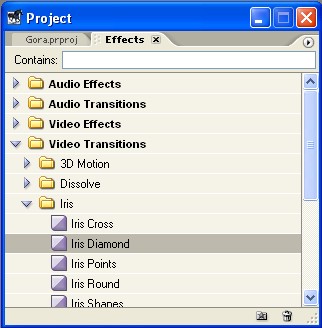 Project
Gora.prproj Effects
Contains:
Audio Effects
Audio Transitions
Video Effects
Video Transitions
3D Motion
Dissolve
Iris
Iris Cross
Iris Diamond
Iris Points
Iris Round
Iris Shapes